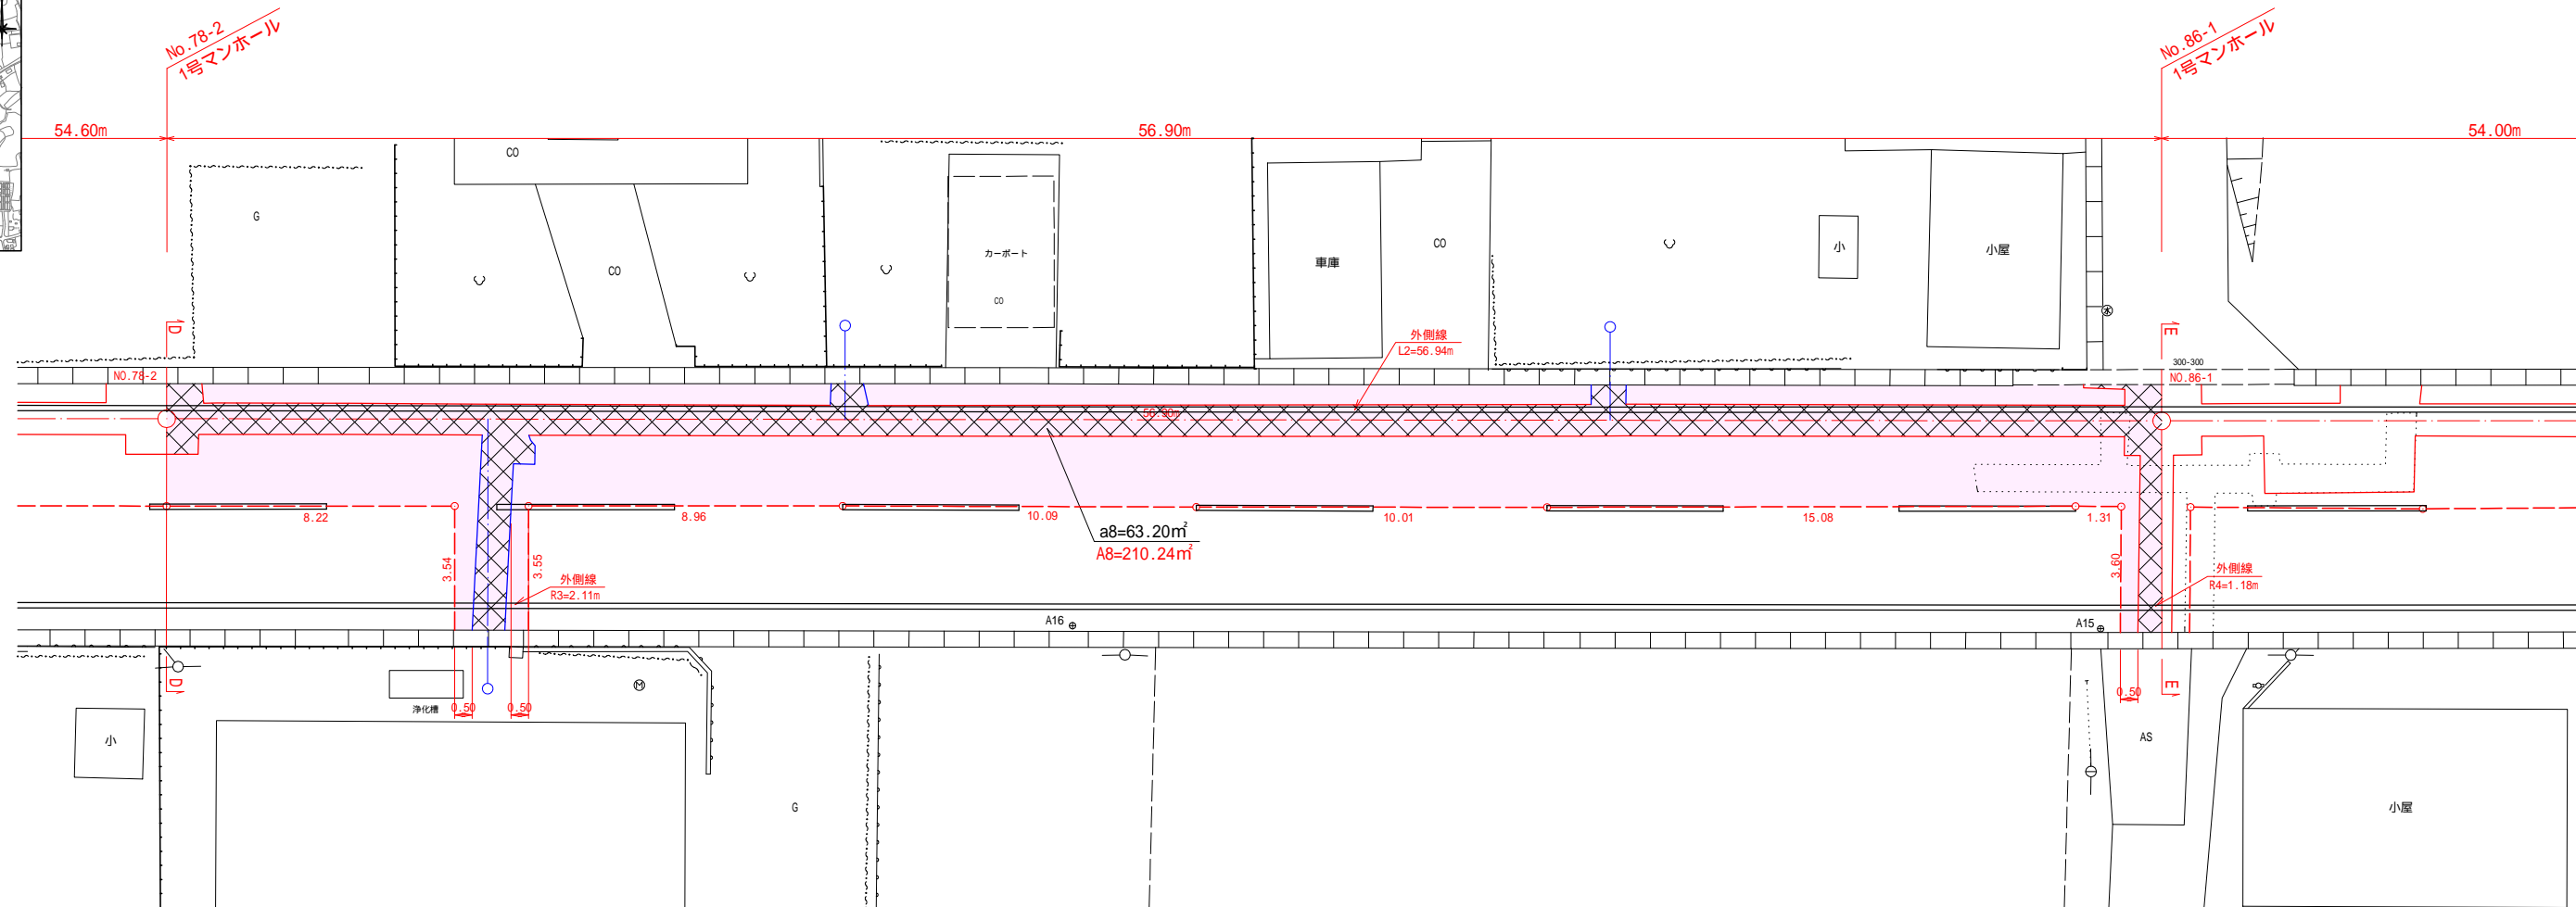 No.78-2
1号マンホール
No.86-1
1号マンホール
54.60m
56.90m
54.00m
CO
G
CO
カーポート
CO
車庫
CO
小
小屋
D
E
外側線
L2=56.94m
300-300
NO.78-2
NO.86-1
56.90m
8.22
8.96
10.09
10.01
15.08
1.31
a8=63.20㎡
A8=210.24㎡
3.54
3.55
3.60
外側線
R3=2.11m
外側線
R4=1.18m
A16
A15
D
E
M
浄化槽
0.50
0.50
0.50
小
AS
G
小屋